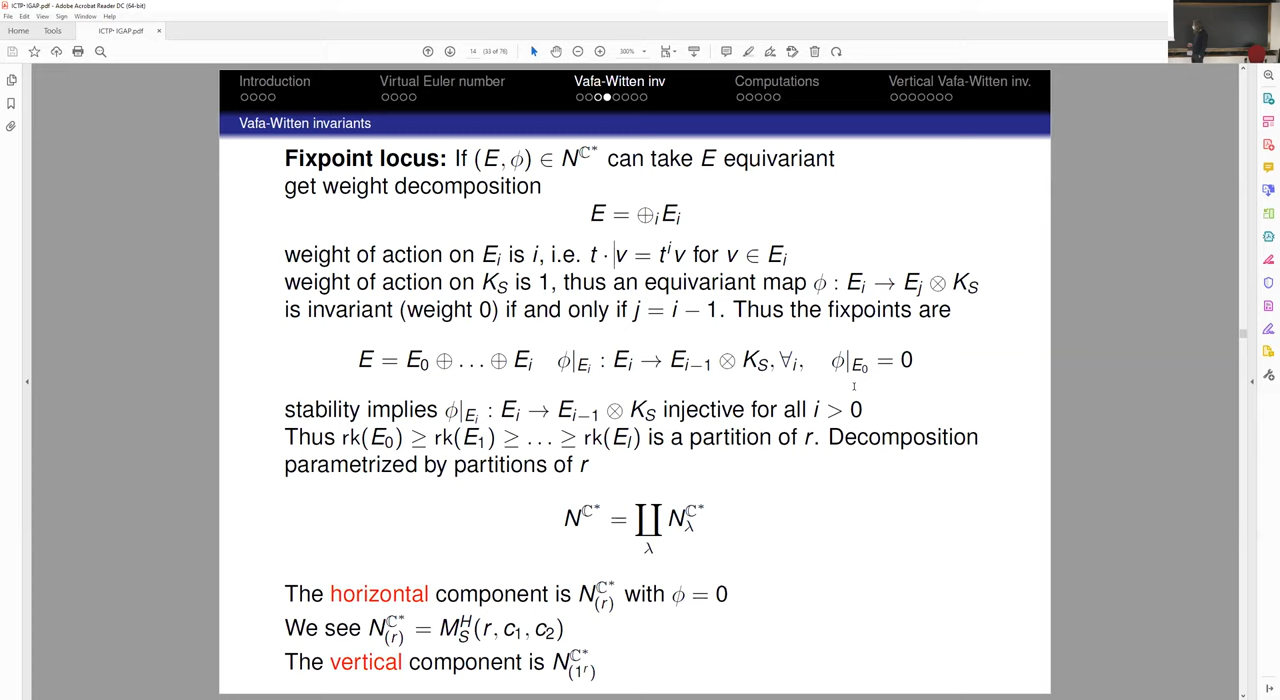 ICTP-IGAP.pdf - Adobe Acrobat Reader DC (64-bit)
File Edit View Sign Window Help
Home Tools ICTP- IGAP.pdf ×
14 (33 of 76) 300%
Introduction Virtual Euler number Vafa-Witten inv Computations Vertical Vafa-Witten inv.
Vafa-Witten invariants
Fixpoint locus: If (E, ϕ) ∈ N^{ℂ*} can take E equivariant
get weight decomposition
E = ⊕_i E_i
weight of action on E_i is i, i.e. t · v = t^i v for v ∈ E_i
weight of action on K_S is 1, thus an equivariant map ϕ : E_i → E_j ⊗ K_S
is invariant (weight 0) if and only if j = i − 1. Thus the fixpoints are
E = E_0 ⊕ … ⊕ E_i ϕ|_{E_i} : E_i → E_{i−1} ⊗ K_S, ∀_i, ϕ|_{E_0} = 0
stability implies ϕ|_{E_i} : E_i → E_{i−1} ⊗ K_S injective for all i > 0
Thus rk(E_0) ≥ rk(E_1) ≥ … ≥ rk(E_l) is a partition of r. Decomposition
parametrized by partitions of r
N^{ℂ*} = ∐_λ N_λ^{ℂ*}
The horizontal component is N_{(r)}^{ℂ*} with ϕ = 0
We see N_{(r)}^{ℂ*} = M_S^H(r, c_1, c_2)
The vertical component is N_{(1^r)}^{ℂ*}